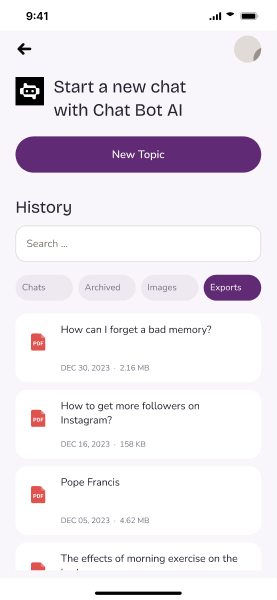 9:41
Start a new chat
with Chat Bot AI
New Topic
History
Search ...
Chats Archived Images Exports
How can I forget a bad memory?
PDF
DEC 30, 2023 · 2.16 MB
How to get more followers on
Instagram?
PDF
DEC 16, 2023 · 158 KB
Pope Francis
PDF
DEC 05, 2023 · 4.62 MB
The effects of morning exercise on the